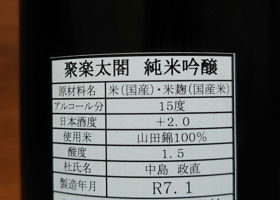 聚楽太閤 純米吟醸
原材料名 米(国産)・米麹(国産米)
アルコール分 15度
日本酒度 +2.0
使用米 山田錦100%
酸度 1.5
杜氏名 中島 政直
製造年月 R7.1